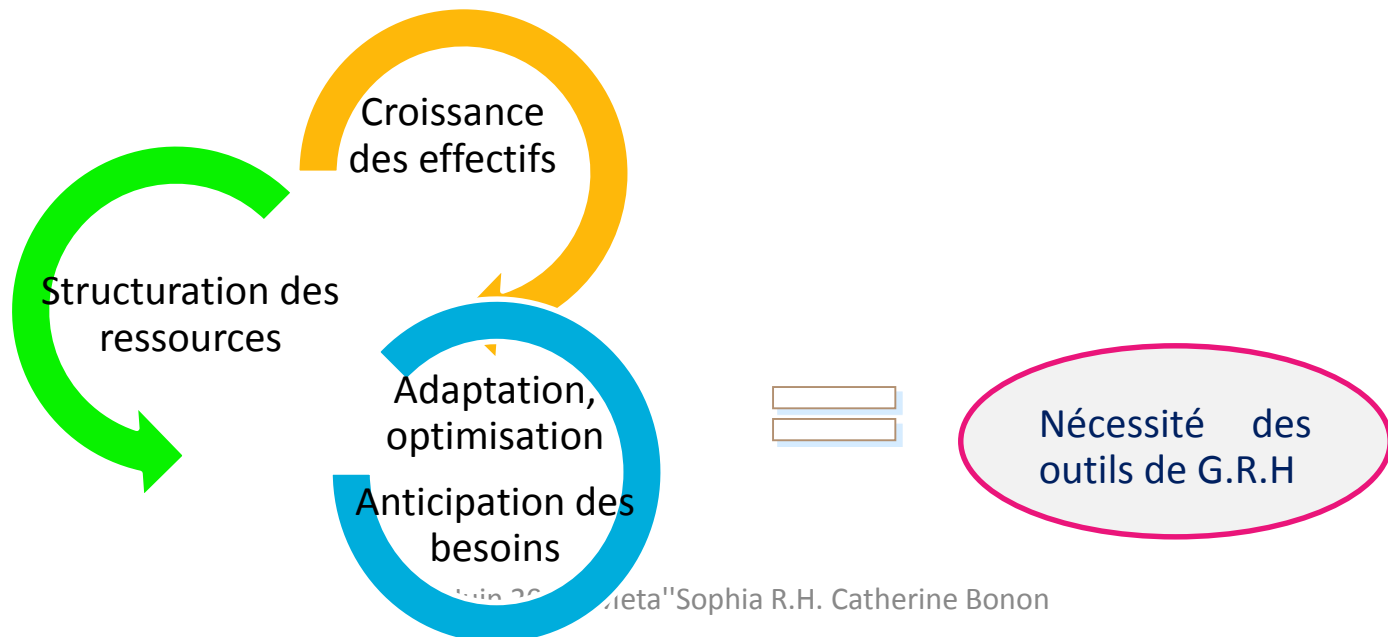 Croissance
des effectifs
Structuration des
ressources
Adaptation,
optimisation
Anticipation des
besoins
Nécessité des
outils de G.R.H
Sophia R.H. Catherine Bonon